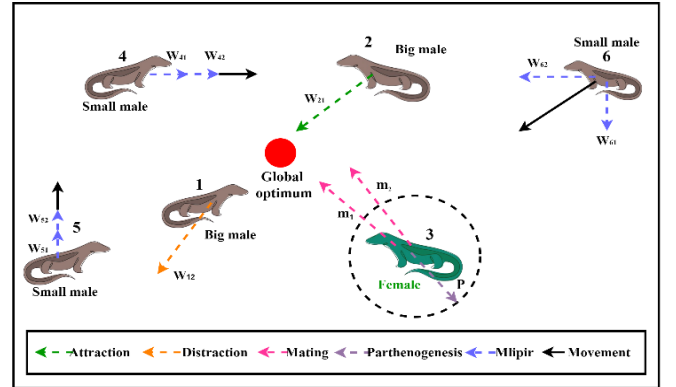 4
W₄₁
W₄₂
Small male
2
Big male
W₂₁
Small male
6
W₆₂
W₆₁
Global
optimum
1
Big male
W₁₂
W₅₂
5
W₅₁
Small male
m₁
3
Female
P
Attraction
Distraction
Mating
Parthenogenesis
Mlipir
Movement